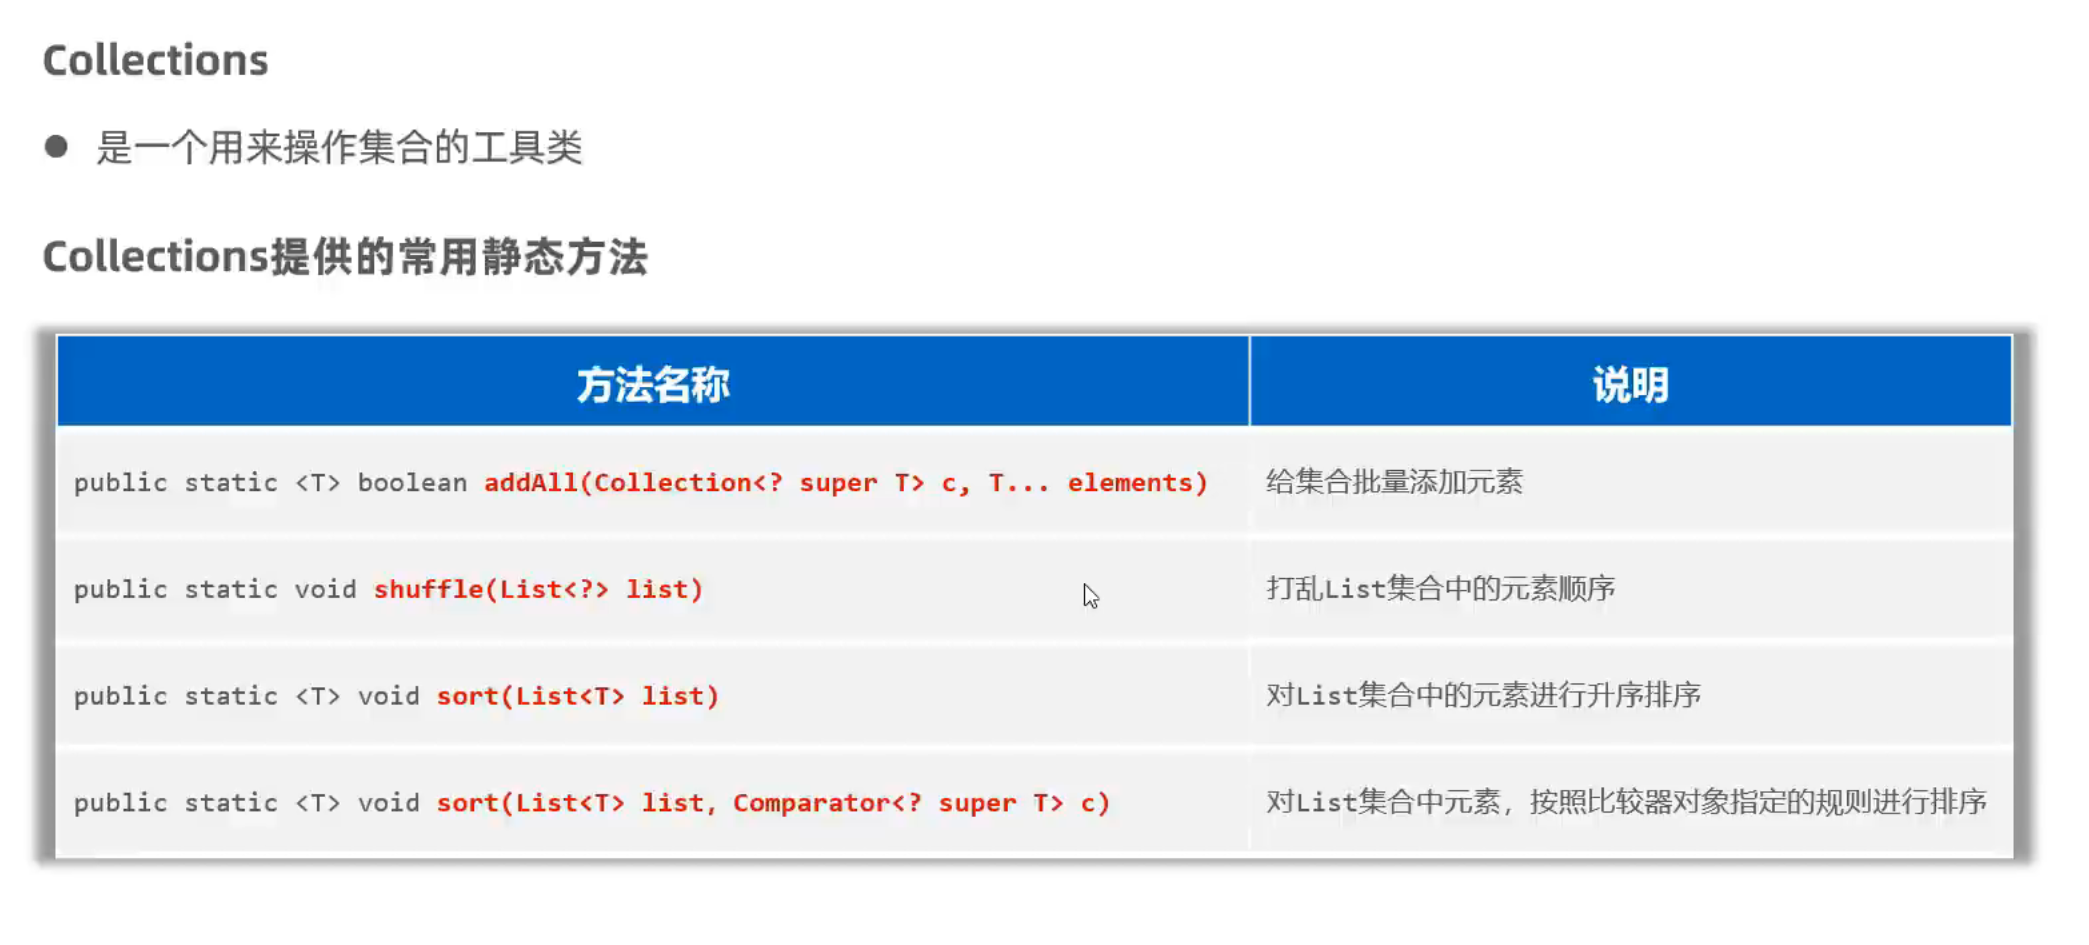 Collections
● 是一个用来操作集合的工具类
Collections提供的常用静态方法
方法名称 说明
public static <T> boolean addAll(Collection<? super T> c, T... elements) 给集合批量添加元素
public static void shuffle(List<?> list) 打乱List集合中的元素顺序
public static <T> void sort(List<T> list) 对List集合中的元素进行升序排序
public static <T> void sort(List<T> list, Comparator<? super T> c) 对List集合中元素，按照比较器对象指定的规则进行排序